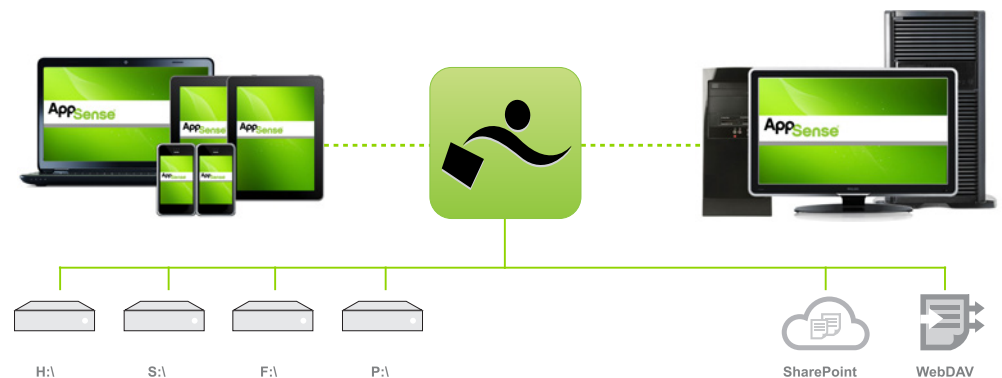 AppSense
AppSense
AppSense
AppSense
AppSense
AppSense
H:\
S:\
F:\
P:\
SharePoint
WebDAV